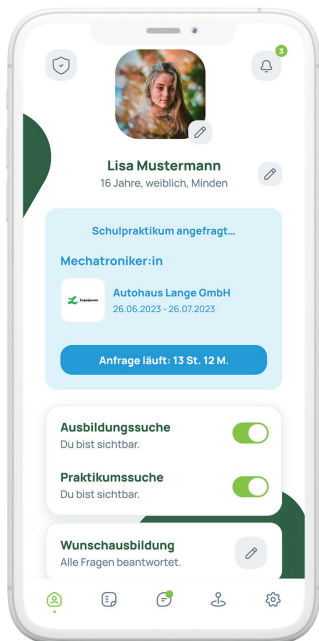 3
Lisa Mustermann
16 Jahre, weiblich, Minden
Schulpraktikum angefragt...
Mechatroniker:in
Autohaus Lange GmbH
26.06.2023 - 26.07.2023
Anfrage läuft: 13 St. 12 M.
Ausbildungssuche
Du bist sichtbar.
Praktikumssuche
Du bist sichtbar.
Wunschausbildung
Alle Fragen beantwortet.